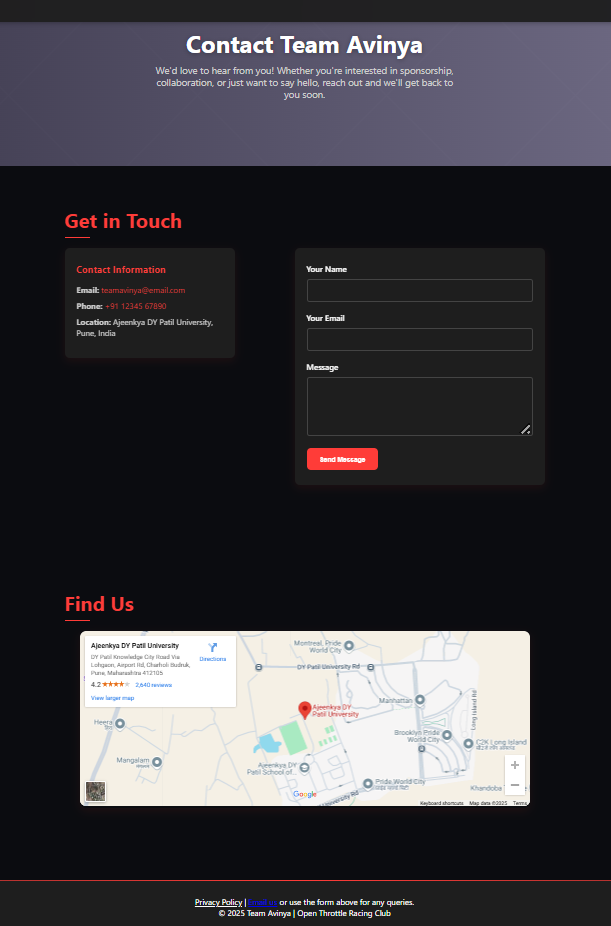 Contact Team Avinya
We'd love to hear from you! Whether you're interested in sponsorship,
collaboration, or just want to say hello, reach out and we'll get back to
you soon.
Get in Touch
Contact Information
Email: teamavinya@email.com
Phone: +91 12345 67890
Location: Ajeenkya DY Patil University,
Pune, India
Your Name
Your Email
Message
Send Message
Find Us
Ajeenkya DY Patil University
DY Patil Knowledge City Road Via
Lohgaon, Airport Rd, Charholi Budruk,
Pune, Maharashtra 412105
Directions
4.2 ★★★★★ 2,640 reviews
View larger map
Montreal, Pride
World City
DY Patil University Rd
Manhattan
Long Island Rd
Ajeenkya DY
Patil University
Heera
Brooklyn Pride
World City
C2K Long Island
Mangalam
Ajeenkya DY
Patil School of...
Pride World City
Khandoba
University Rd
Google
Keyboard shortcuts Map data ©2025 Terms
Privacy Policy | or use the form above for any queries.
© 2025 Team Avinya | Open Throttle Racing Club